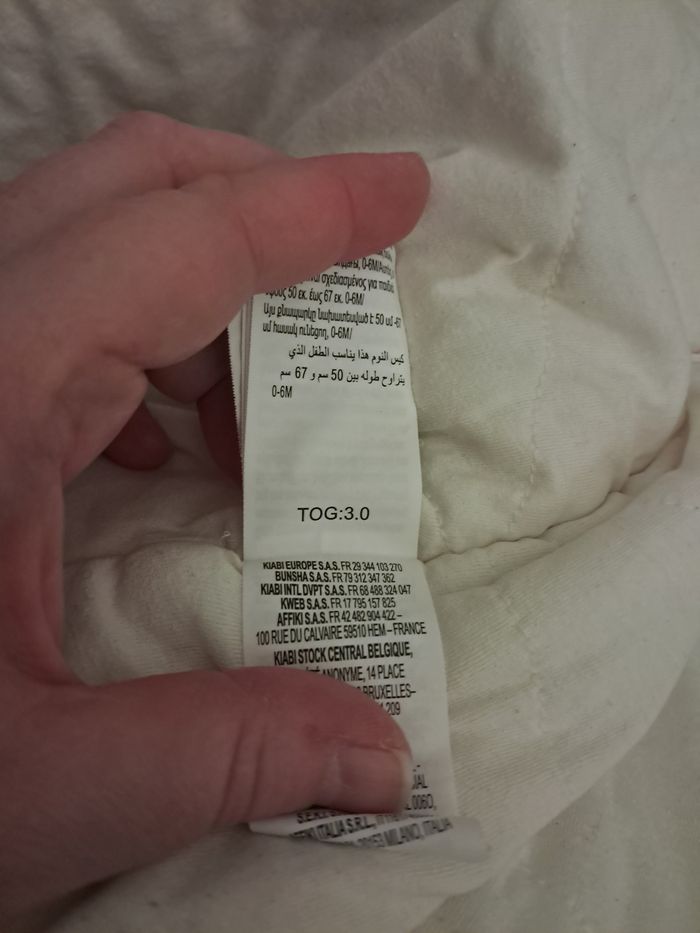 0-6M/
σχεδιασμένος για παιδιά
ύψους 50 εκ. έως 67 εκ. 0-6M/
Այս քնապարկը նախատեսված է 50 սմ -67
սմ հասակ ունեցող, 0-6M/
كيس النوم هذا يناسب الطفل الذي
يتراوح طوله بين 50 سم و 67 سم
0-6M
TOG:3.0
KIABI EUROPE S.A.S. FR 29 344 103 270
BUNSHA S.A.S. FR 79 312 347 362
KIABI INTL DVPT S.A.S. FR 68 488 324 047
KWEB S.A.S. FR 17 795 157 825
AFFIKI S.A.S. FR 42 482 904 422 –
100 RUE DU CALVAIRE 59510 HEM – FRANCE
KIABI STOCK CENTRAL BELGIQUE,
ANONYME, 14 PLACE
BRUXELLES–
209
ITALIA S.R.L.,
20153 MILANO, ITALIA